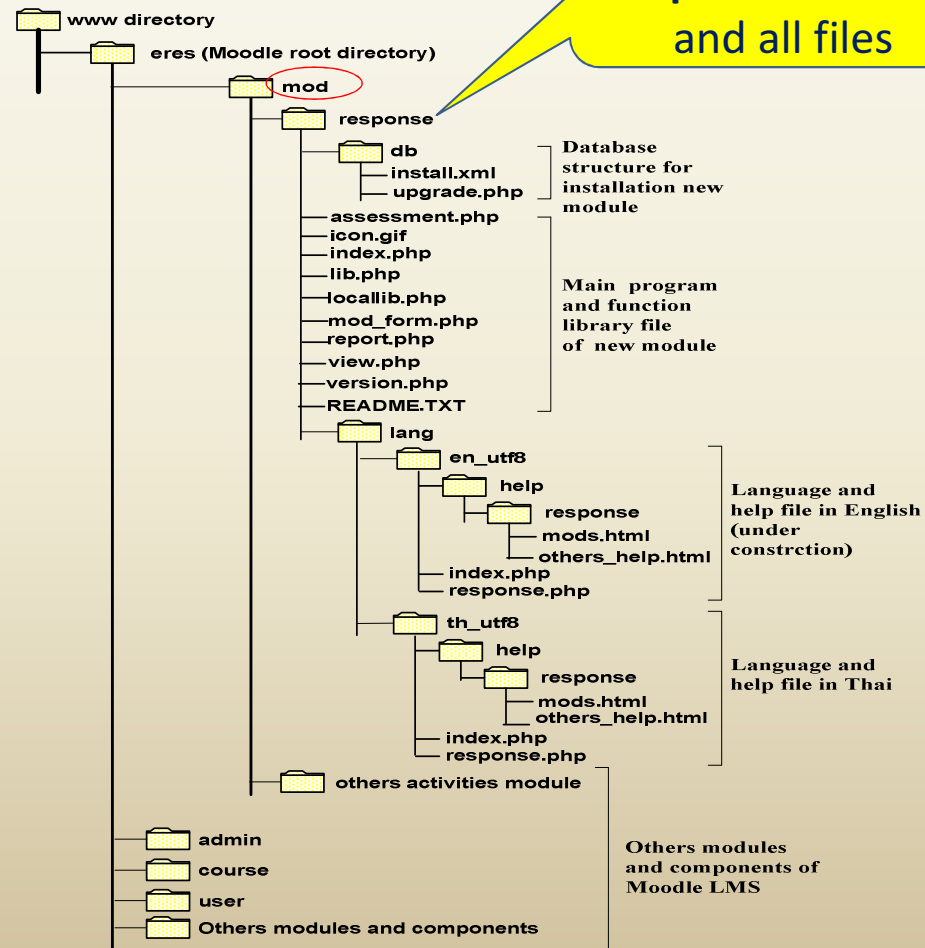 www directory
and all files
eres (Moodle root directory)
mod
response
db
install.xml
upgrade.php
Database
structure for
installation new
module
assessment.php
icon.gif
index.php
lib.php
locallib.php
mod_form.php
report.php
view.php
version.php
README.TXT
Main program
and function
library file
of new module
lang
en_utf8
help
response
mods.html
others_help.html
index.php
response.php
Language and
help file in English
(under
constrction)
th_utf8
help
response
mods.html
others_help.html
index.php
response.php
Language and
help file in Thai
others activities module
admin
course
user
Others modules and components
Others modules
and components of
Moodle LMS